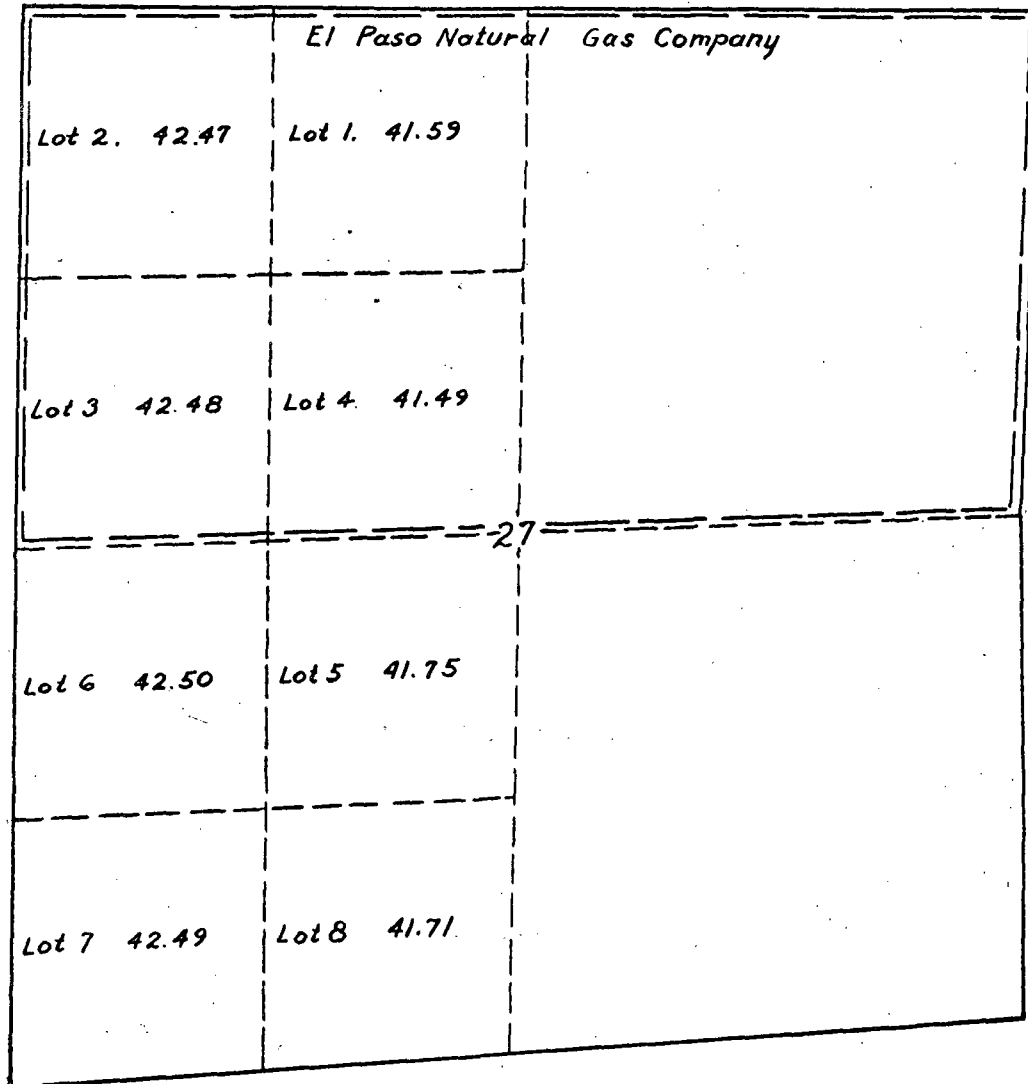 El Paso Natural Gas Company
Lot 2. 42.47 Lot 1. 41.59
Lot 3 42.48 Lot 4. 41.49
27
Lot 6 42.50 Lot 5 41.75
Lot 7 42.49 Lot 8 41.71